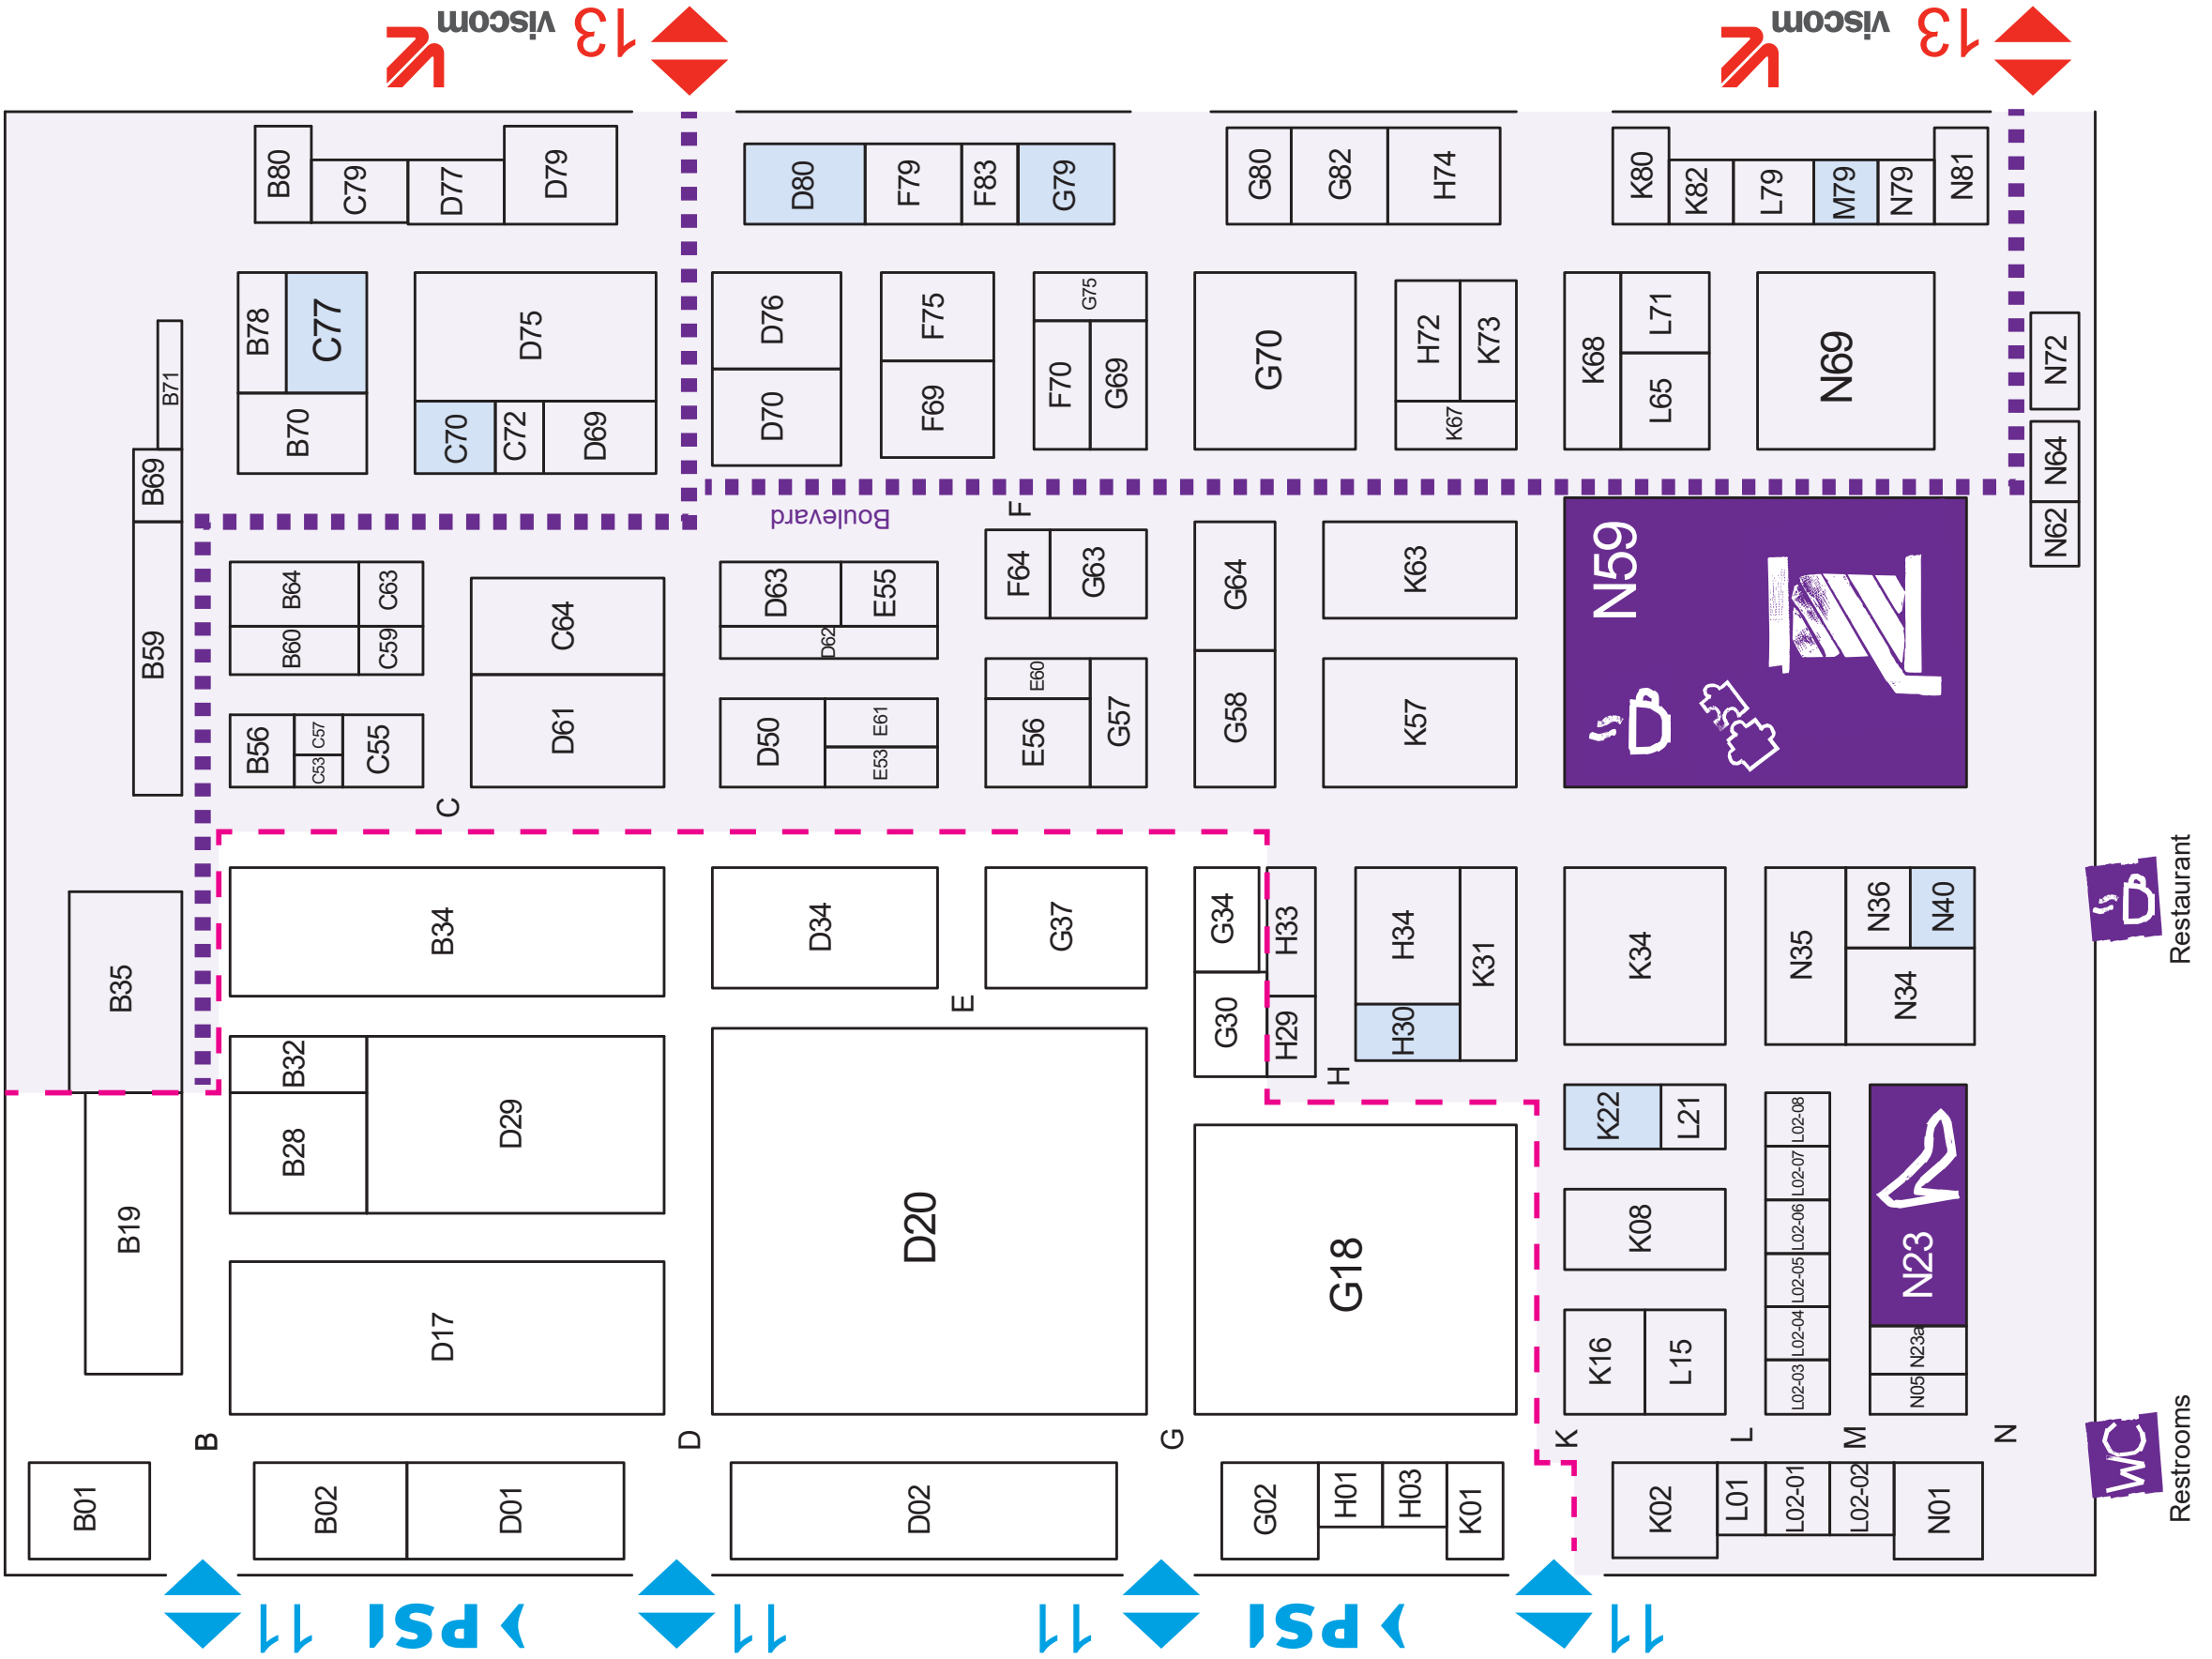 viscom
13
viscom
13
B80
C79
D77
D79
D80
F79
F83
G79
G80
G82
H74
K80
K82
L79
M79
N79
N81
B71
B78
C77
B70
D75
C70
C72
D69
D76
D70
F75
F69
G75
F70
G69
G70
H72
K73
K67
K68
L71
L65
N69
N72
N64
N62
B69
B59
Boulevard
F
B64
C63
B60
C59
C64
D61
B56
C57
C53
C55
C
D63
E55
D62
D50
E61
E53
F64
G63
E60
E56
G57
G64
G58
K63
K57
N59
B35
B34
D34
G37
E
G34
G30
H33
H29
H34
H30
K31
H
K34
N35
N36
N40
N34
Restaurant
B19
B32
B28
D29
D17
D20
G18
K22
L21
K08
K16
L15
L02-08
L02-07
L02-06
L02-05
L02-04
L02-03
N23
N23a
N05
B
D
G
K
L
M
N
WC
Restrooms
B01
B02
D01
D02
G02
H01
H03
K01
K02
L01
L02-01
L02-02
N01
11
PSI
11
11
PSI
11